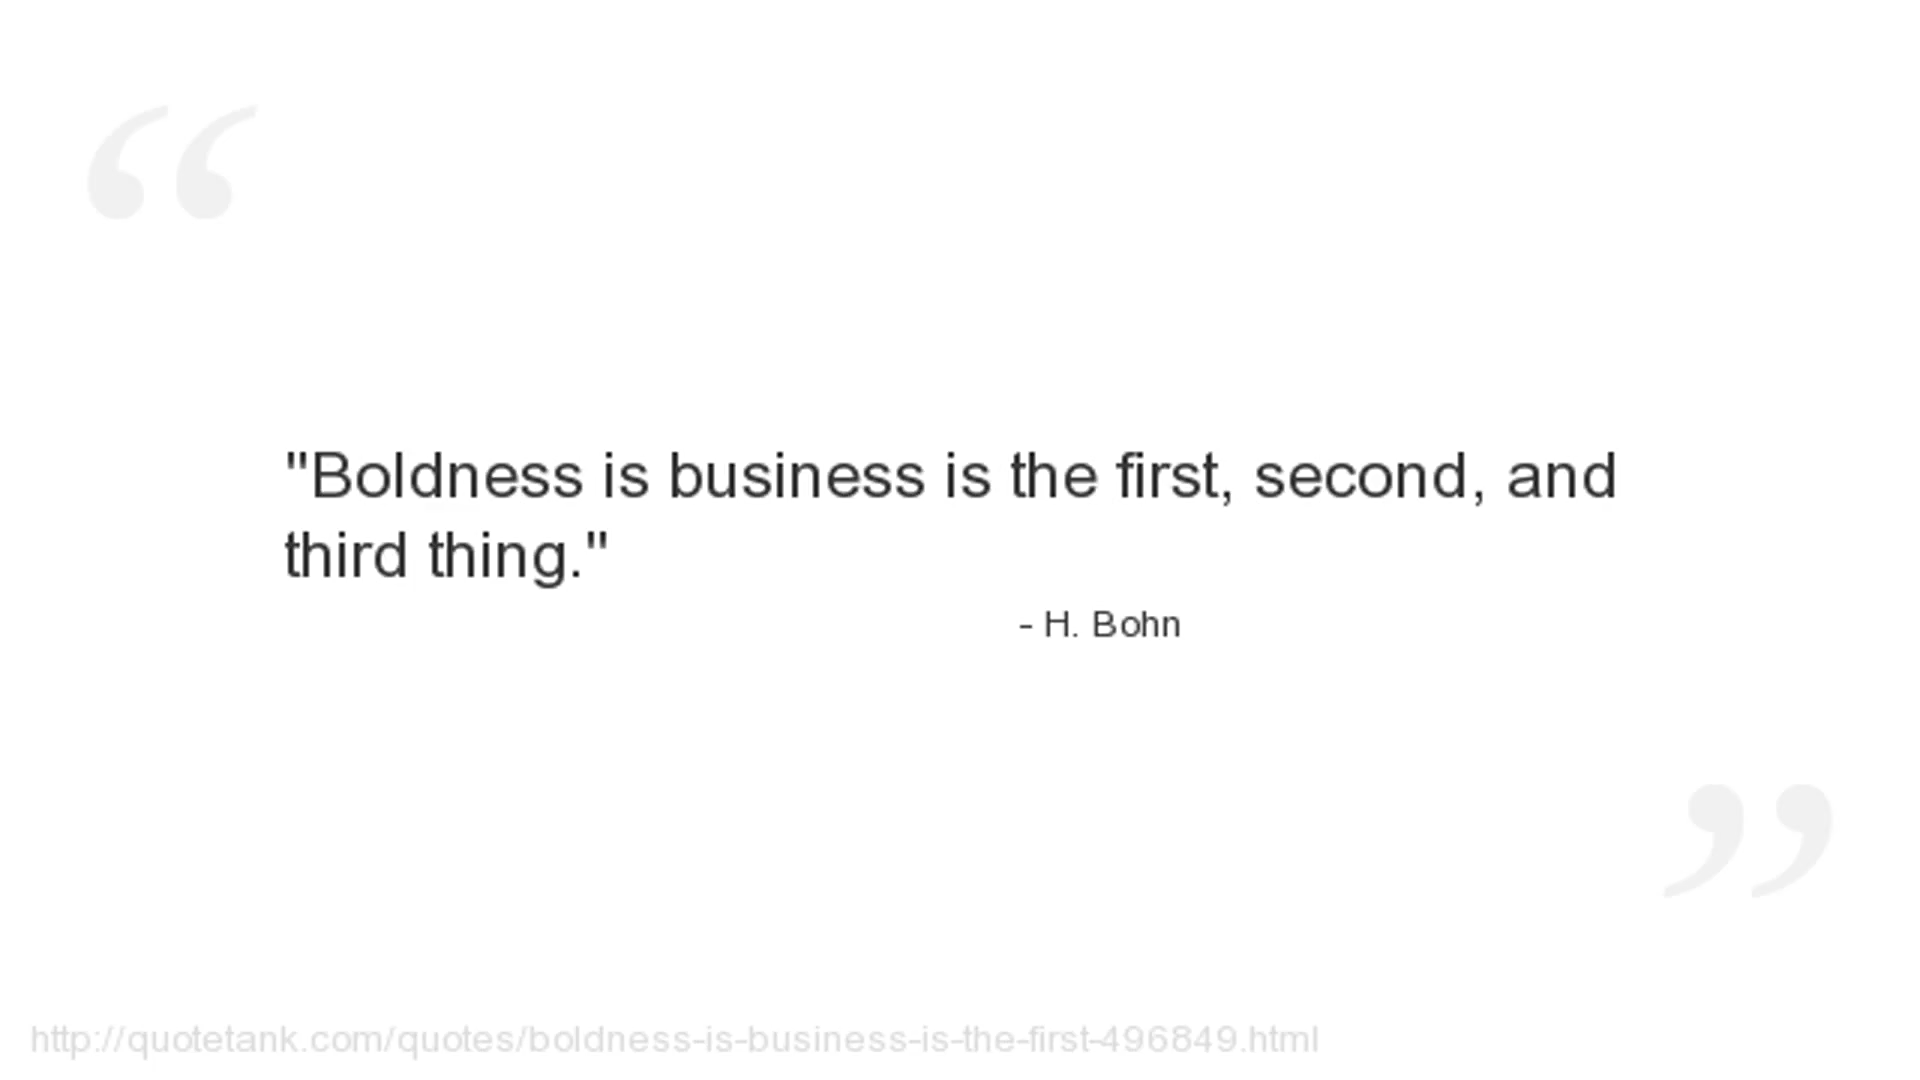 "Boldness is business is the first, second, and
third thing."
- H. Bohn
http://quotetank.com/quotes/boldness-is-business-is-the-first-496849.html